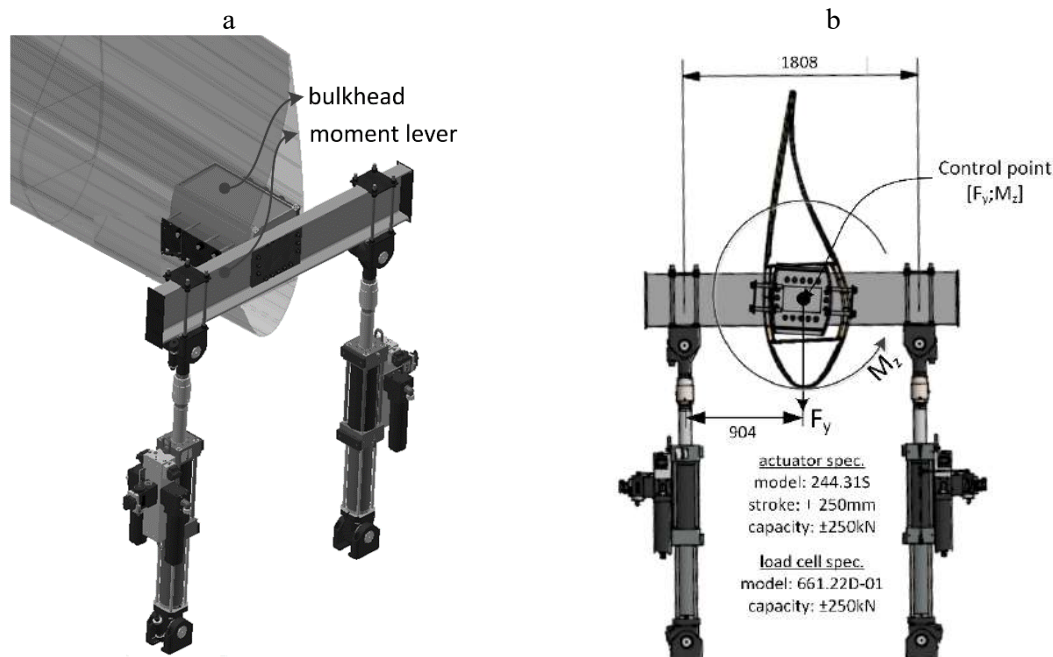 a
bulkhead
moment lever
b
1808
Control point
[Fy;Mz]
Mz
Fy
904
actuator spec.
model: 244.31S
stroke: + 250mm
capacity: ±250kN
load cell spec.
model: 661.22D-01
capacity: ±250kN